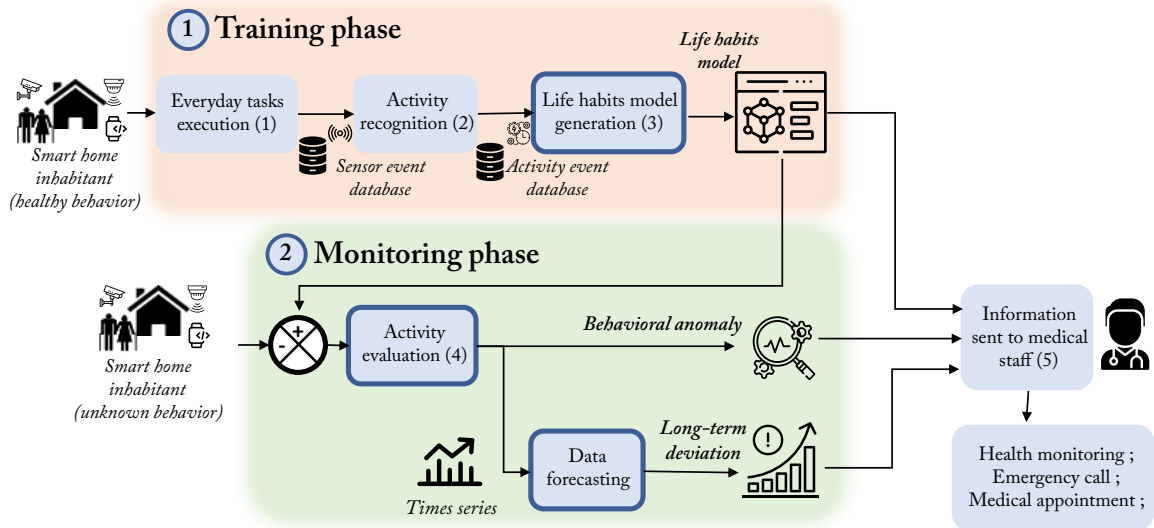 1 Training phase
Life habits
model
Everyday tasks
execution (1)
Activity
recognition (2)
Life habits model
generation (3)
Smart home
inhabitant
(healthy behavior)
Sensor event
database
Activity event
database
2 Monitoring phase
+
-
Activity
evaluation (4)
Behavioral anomaly
Information
sent to medical
staff (5)
Smart home
inhabitant
(unknown behavior)
Times series
Data
forecasting
Long-term
deviation
!
Health monitoring ;
Emergency call ;
Medical appointment ;